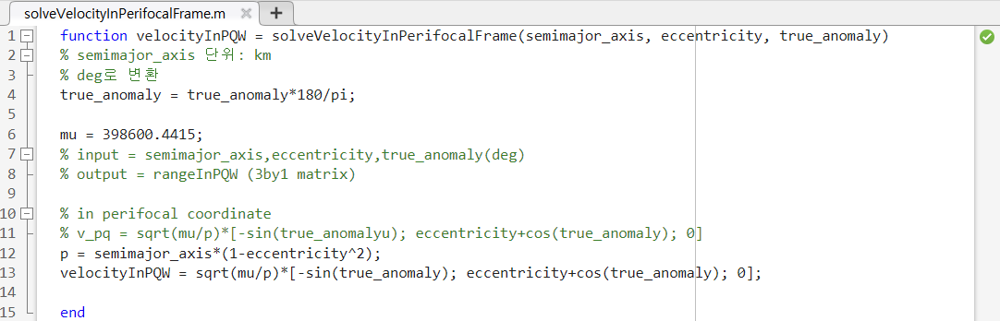 solveVelocityInPerifocalFrame.m × +
1 function velocityInPQW = solveVelocityInPerifocalFrame(semimajor_axis, eccentricity, true_anomaly)
2 % semimajor_axis 단위: km
3 % deg로 변환
4 true_anomaly = true_anomaly*180/pi;
5
6 mu = 398600.4415;
7 % input = semimajor_axis,eccentricity,true_anomaly(deg)
8 % output = rangeInPQW (3by1 matrix)
9
10 % in perifocal coordinate
11 % v_pq = sqrt(mu/p)*[-sin(true_anomalyu); eccentricity+cos(true_anomaly); 0]
12 p = semimajor_axis*(1-eccentricity^2);
13 velocityInPQW = sqrt(mu/p)*[-sin(true_anomaly); eccentricity+cos(true_anomaly); 0];
14
15 end